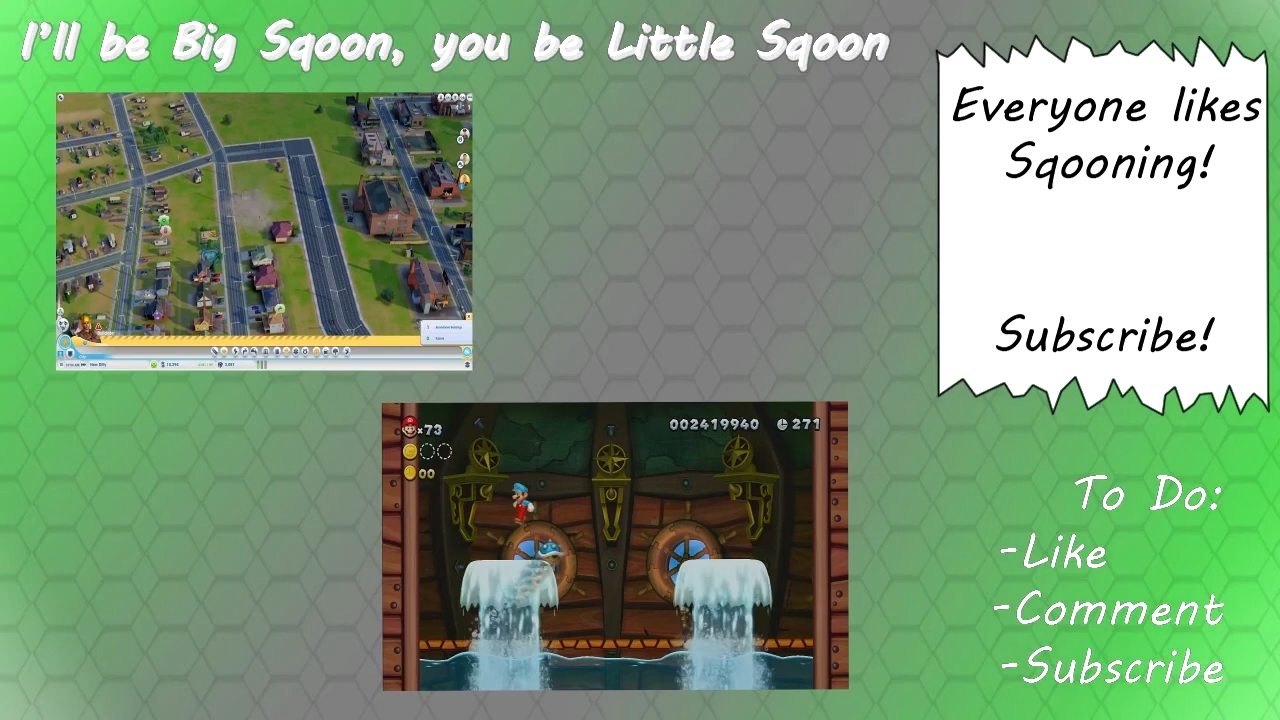 I'll be Big Sqoon, you be Little Sqoon
Everyone likes
Sqooning!
Subscribe!
×73
002419940
271
00
To Do:
-Like
-Comment
-Subscribe